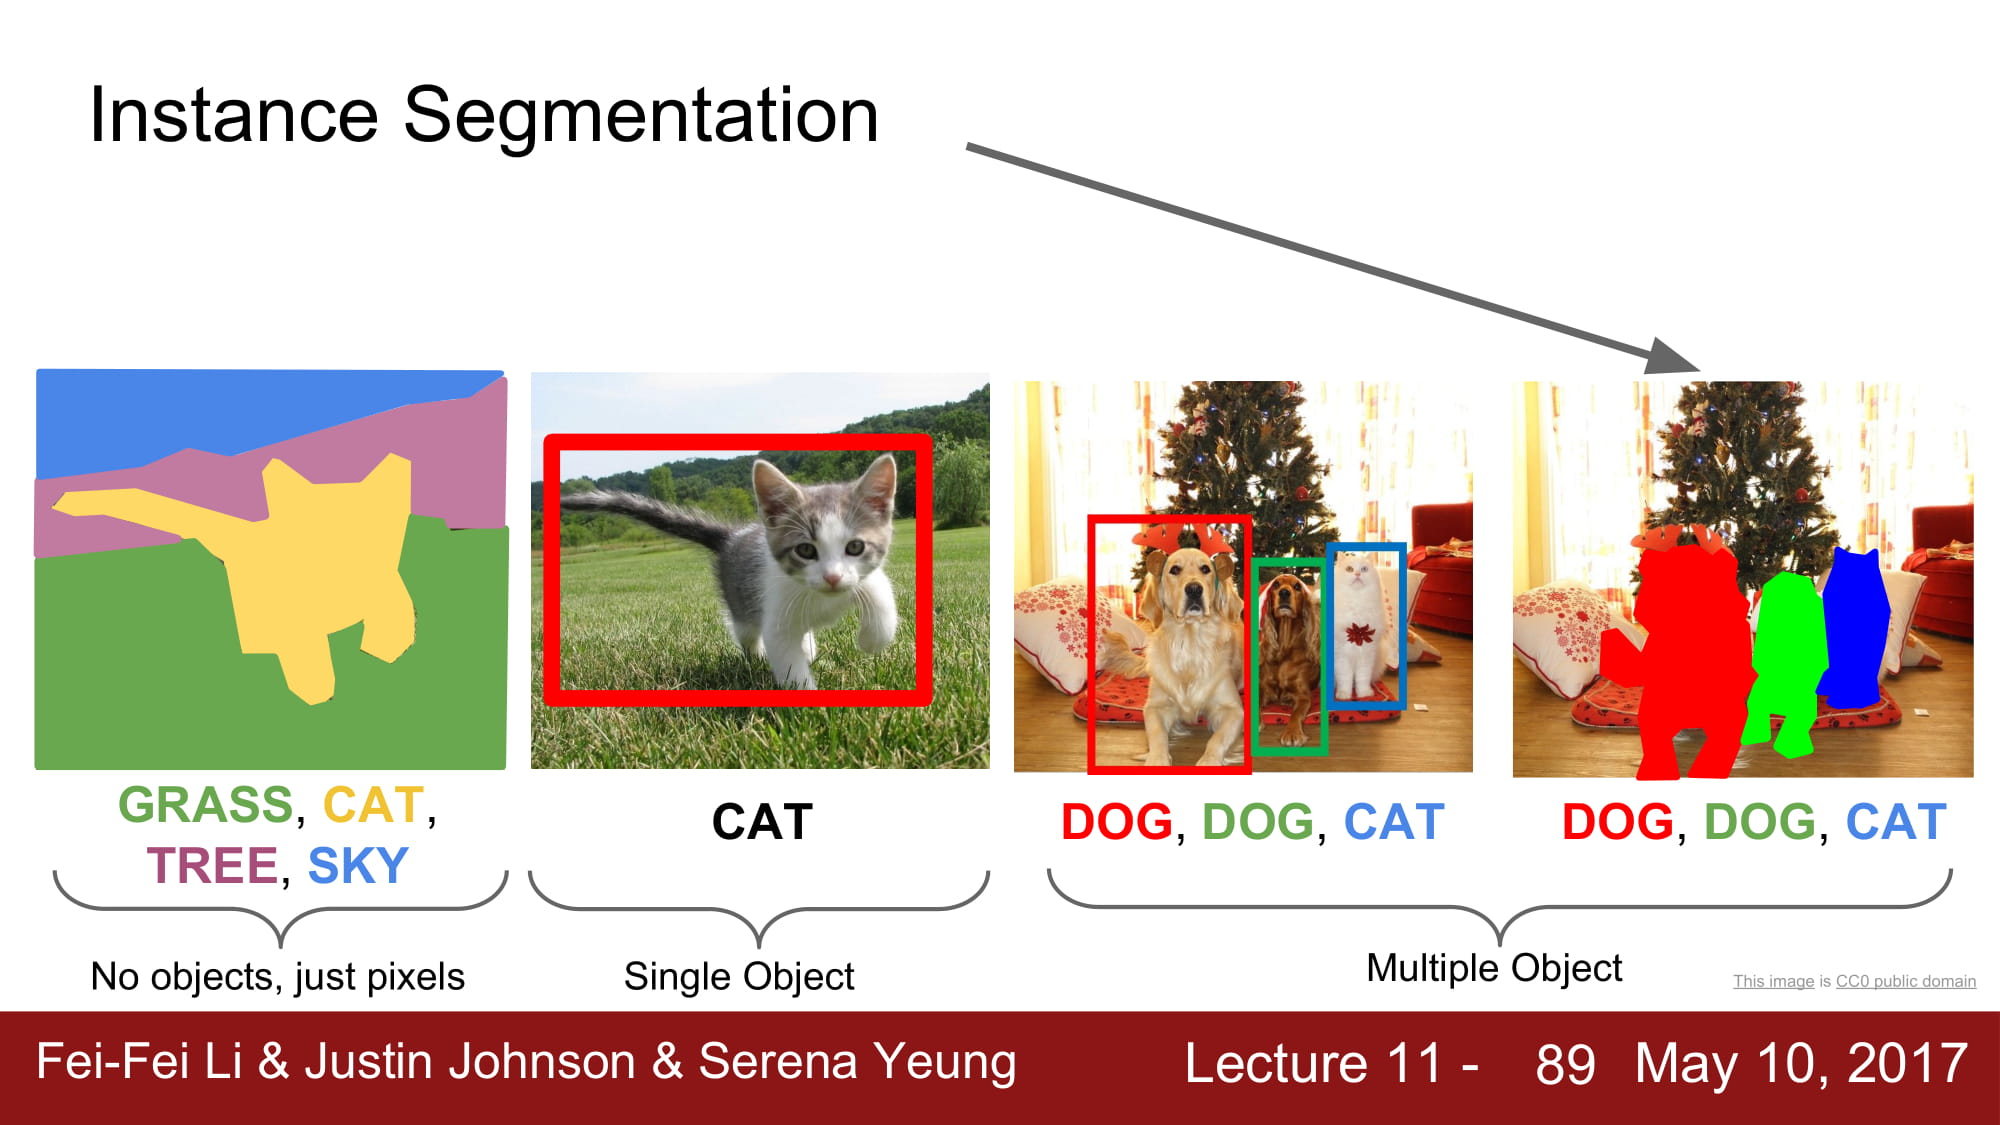 Instance Segmentation
GRASS, CAT,
TREE, SKY
CAT
DOG, DOG, CAT
DOG, DOG, CAT
No objects, just pixels
Single Object
Multiple Object
This image is CC0 public domain
Fei-Fei Li & Justin Johnson & Serena Yeung
Lecture 11 - 89 May 10, 2017